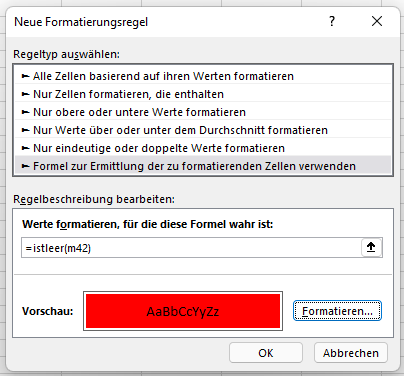 Neue Formatierungsregel
Regeltyp auswählen:
► Alle Zellen basierend auf ihren Werten formatieren
► Nur Zellen formatieren, die enthalten
► Nur obere oder untere Werte formatieren
► Nur Werte über oder unter dem Durchschnitt formatieren
► Nur eindeutige oder doppelte Werte formatieren
► Formel zur Ermittlung der zu formatierenden Zellen verwenden
Regelbeschreibung bearbeiten:
Werte formatieren, für die diese Formel wahr ist:
=istleer(m42)
Vorschau: AaBbCcYyZz Formatieren...
OK Abbrechen